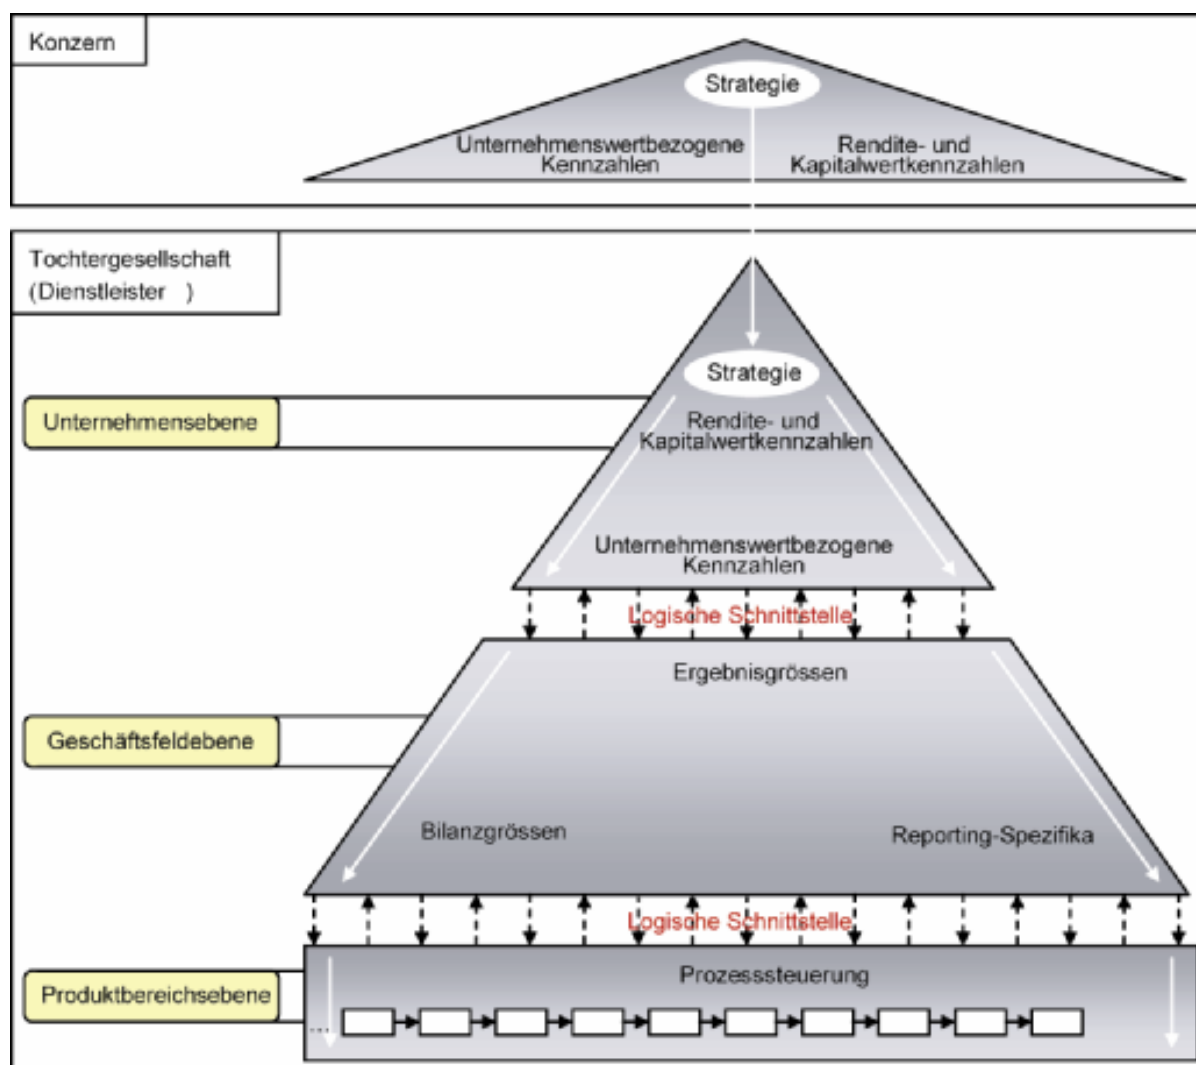 Konzern
Strategie
Unternehmenswertbezogene
Kennzahlen
Rendite- und
Kapitalwertkennzahlen
Tochtergesellschaft
(Dienstleister )
Strategie
Unternehmensebene
Rendite- und
Kapitalwertkennzahlen
Unternehmenswertbezogene
Kennzahlen
Logische Schnittstelle
Ergebnisgrössen
Geschäftsfeldebene
Bilanzgrössen
Reporting-Spezifika
Logische Schnittstelle
Prozesssteuerung
Produktbereichsebene
...